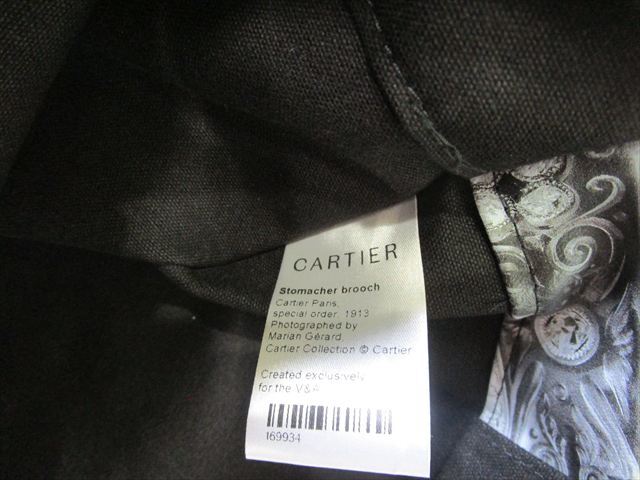 CARTIER
Stomacher brooch
Cartier Paris,
special order, 1913
Photographed by
Marian Gérard,
Cartier Collection © Cartier
Created exclusively
for the V&A
169934